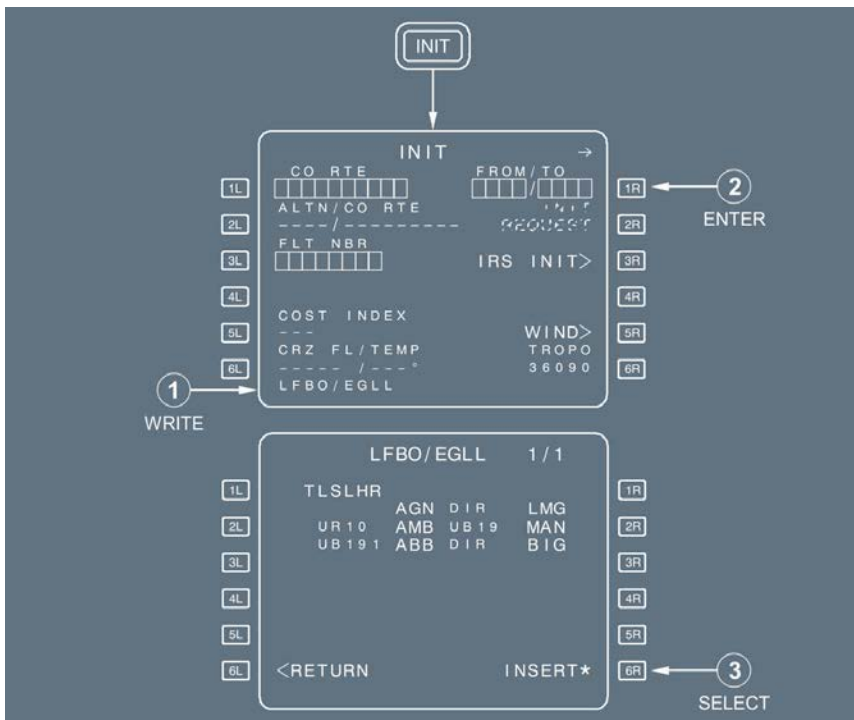 INIT
INIT →
CO RTE FROM/TO
1L / 1R 2
ALTN/CO RTE INIT ENTER
2L ----/--------- REQUEST 2R
FLT NBR
3L IRS INIT> 3R
4L 4R
COST INDEX
5L --- WIND> 5R
CRZ FL/TEMP TROPO
6L ----- /---° 36090 6R
1 LFBO/EGLL
WRITE
LFBO/EGLL 1/1
1L TLSLHR 1R
AGN DIR LMG
2L UR10 AMB UB19 MAN 2R
UB191 ABB DIR BIG
3L 3R
4L 4R
5L 5R
6L <RETURN INSERT* 6R 3
SELECT